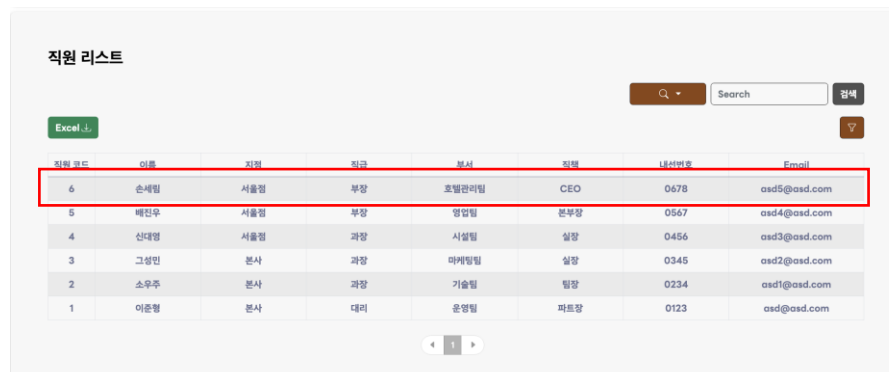 직원 리스트
Search 검색
Excel
직원 코드 이름 지점 직급 부서 직책 내선번호 Email
6 손세림 서울점 부장 호텔관리팀 CEO 0678 asd5@asd.com
5 배진우 서울점 부장 영업팀 본부장 0567 asd4@asd.com
4 신대영 서울점 과장 시설팀 실장 0456 asd3@asd.com
3 그성민 본사 과장 마케팅팀 실장 0345 asd2@asd.com
2 소우주 본사 과장 기술팀 팀장 0234 asd1@asd.com
1 이준형 본사 대리 운영팀 파트장 0123 asd@asd.com
1